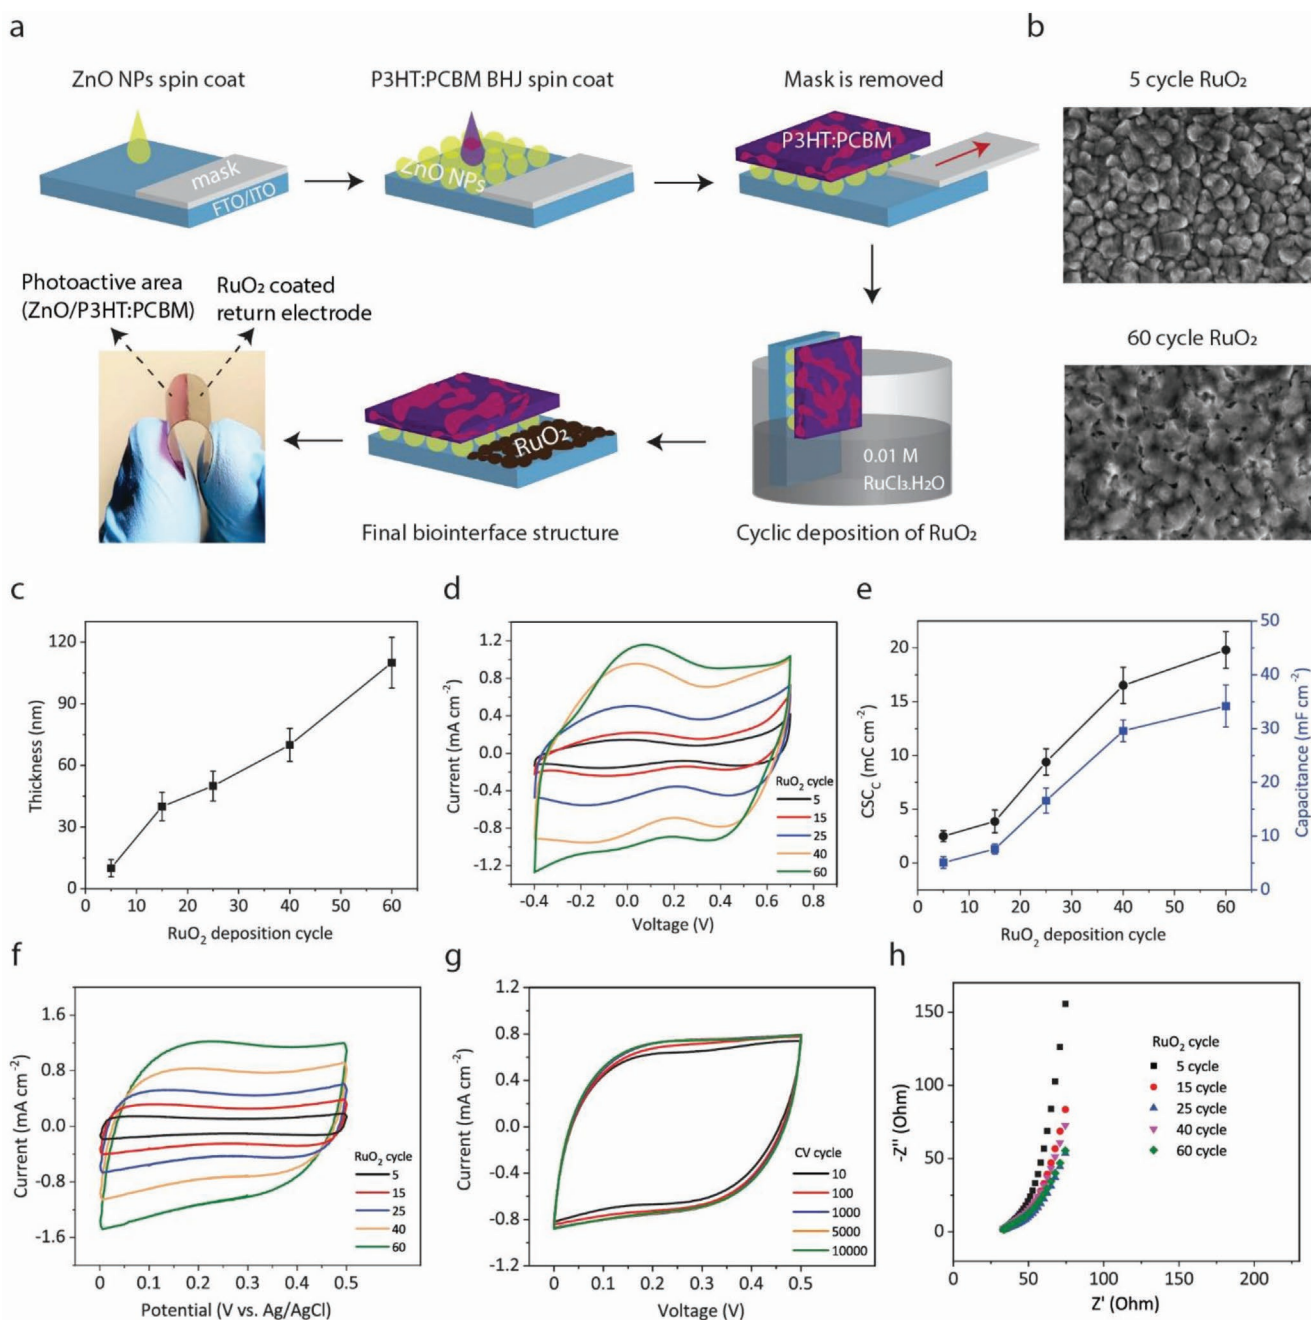 a
b
ZnO NPs spin coat
P3HT:PCBM BHJ spin coat
Mask is removed
5 cycle RuO₂
mask
FTO/ITO
ZnO NPs
P3HT:PCBM
Photoactive area
(ZnO/P3HT:PCBM)
RuO₂ coated
return electrode
60 cycle RuO₂
RuO₂
0.01 M
RuCl₃.H₂O
Final biointerface structure
Cyclic deposition of RuO₂
c
Thickness (nm)
120
90
60
30
0
0 10 20 30 40 50 60
RuO₂ deposition cycle
d
Current (mA cm⁻²)
1.2
0.8
0.4
0.0
-0.4
-0.8
-1.2
RuO₂ cycle
5
15
25
40
60
-0.4 -0.2 0.0 0.2 0.4 0.6 0.8
Voltage (V)
e
CSC_C (mC cm⁻²)
20
15
10
5
0
Capacitance (mF cm⁻²)
50
40
30
20
10
0
0 10 20 30 40 50 60
RuO₂ deposition cycle
f
Current (mA cm⁻²)
1.6
0.8
0.0
-0.8
-1.6
RuO₂ cycle
5
15
25
40
60
0 0.1 0.2 0.3 0.4 0.5
Potential (V vs. Ag/AgCl)
g
Current (mA cm⁻²)
1.2
0.8
0.4
0.0
-0.4
-0.8
-1.2
CV cycle
10
100
1000
5000
10000
0 0.1 0.2 0.3 0.4 0.5
Voltage (V)
h
-Z'' (Ohm)
150
100
50
0
RuO₂ cycle
5 cycle
15 cycle
25 cycle
40 cycle
60 cycle
0 50 100 150 200
Z' (Ohm)